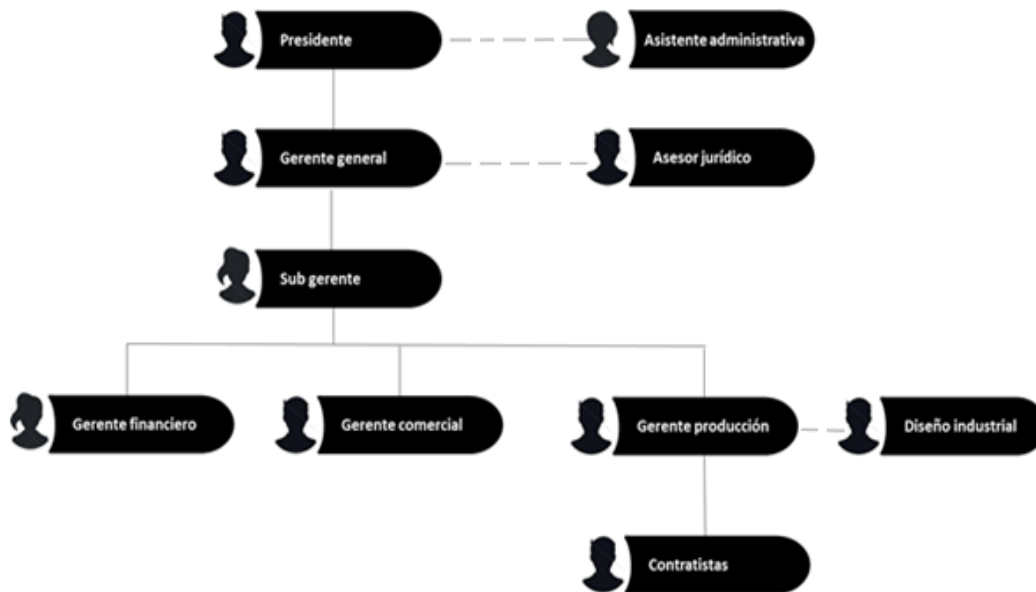 Presidente
Asistente administrativa
Gerente general
Asesor jurídico
Sub gerente
Gerente financiero
Gerente comercial
Gerente producción
Diseño industrial
Contratistas